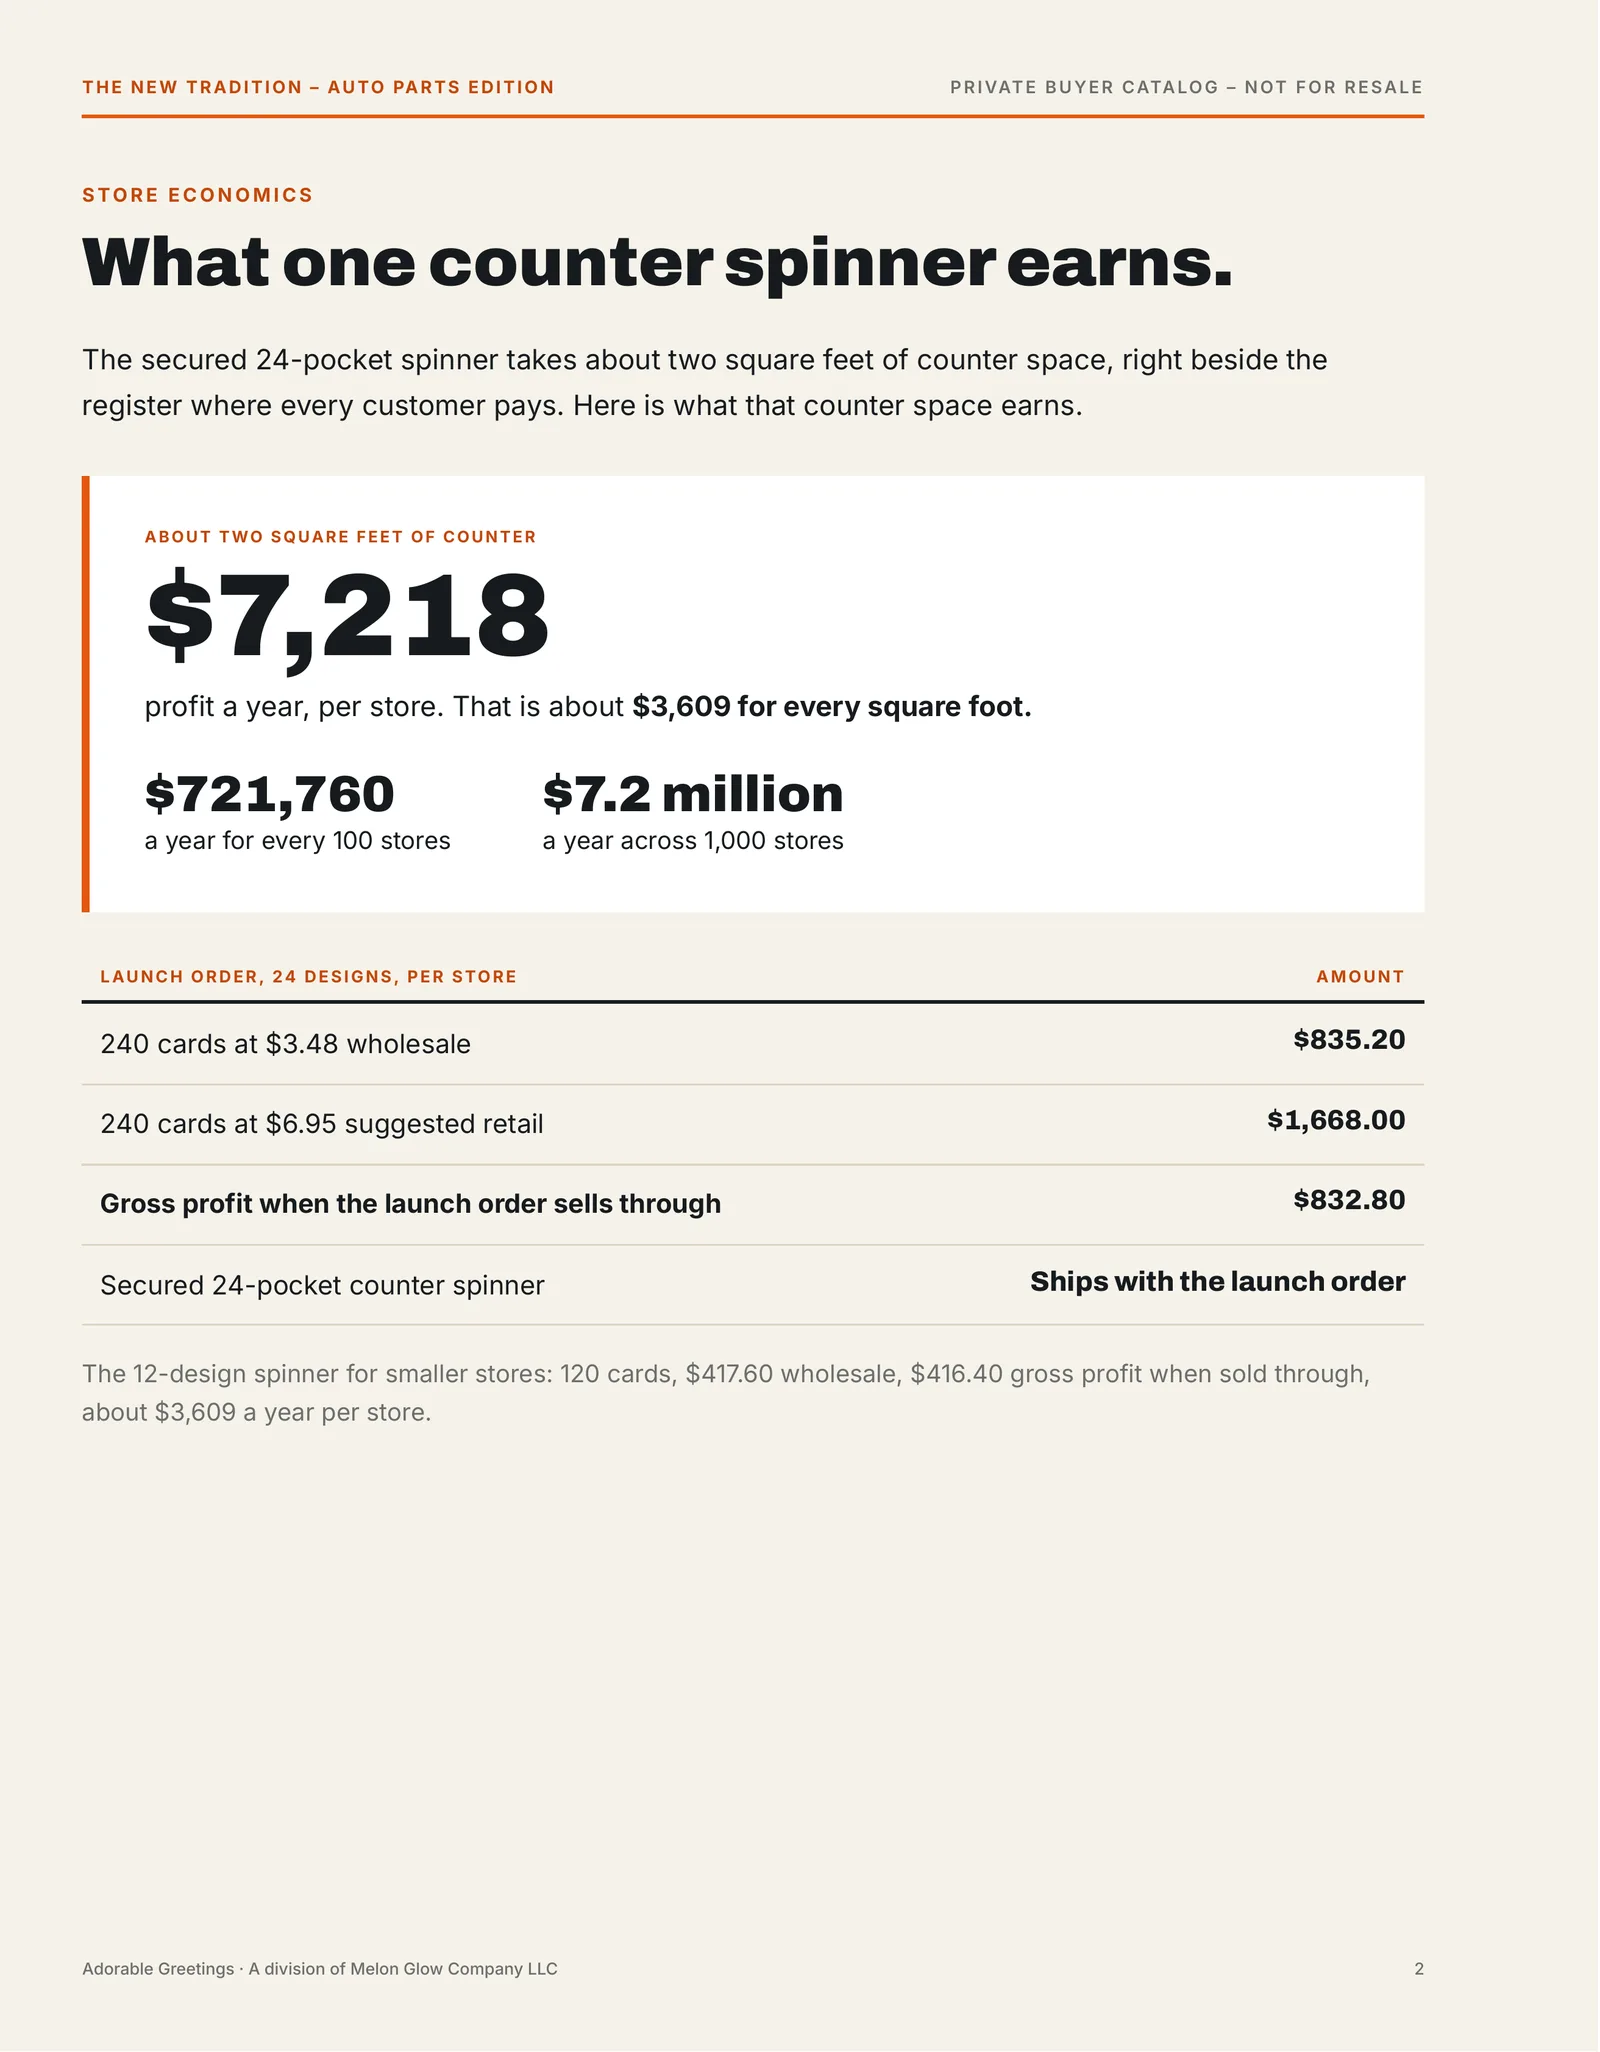 THE NEW TRADITION – AUTO PARTS EDITION
PRIVATE BUYER CATALOG – NOT FOR RESALE
STORE ECONOMICS
What one counter spinner earns.
The secured 24-pocket spinner takes about two square feet of counter space, right beside the
register where every customer pays. Here is what that counter space earns.
ABOUT TWO SQUARE FEET OF COUNTER
$7,218
profit a year, per store. That is about $3,609 for every square foot.
$721,760
a year for every 100 stores
$7.2 million
a year across 1,000 stores
LAUNCH ORDER, 24 DESIGNS, PER STORE AMOUNT
240 cards at $3.48 wholesale $835.20
240 cards at $6.95 suggested retail $1,668.00
Gross profit when the launch order sells through $832.80
Secured 24-pocket counter spinner Ships with the launch order
The 12-design spinner for smaller stores: 120 cards, $417.60 wholesale, $416.40 gross profit when sold through,
about $3,609 a year per store.
Adorable Greetings · A division of Melon Glow Company LLC 2